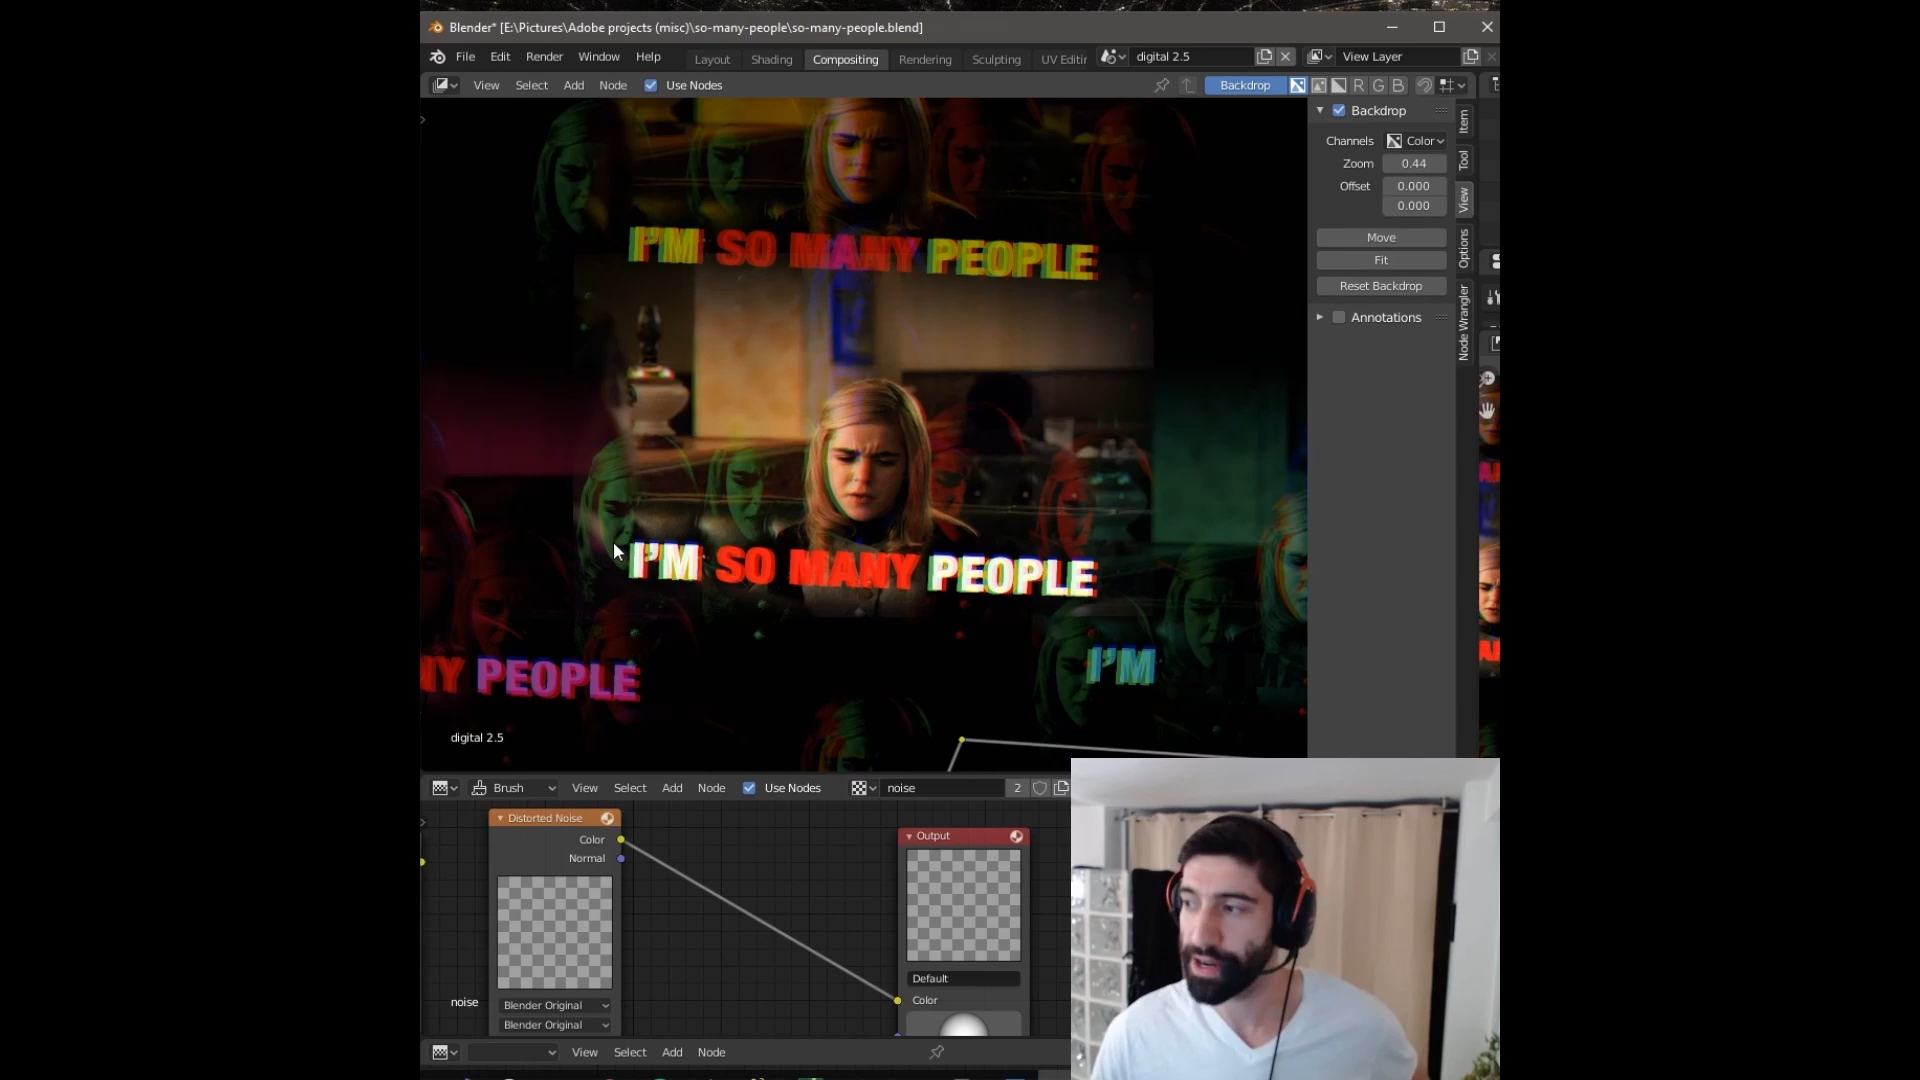 Blender* [E:\Pictures\Adobe projects (misc)\so-many-people\so-many-people.blend]
File Edit Render Window Help Layout Shading Compositing Rendering Sculpting UV Editin digital 2.5 View Layer
View Select Add Node Use Nodes Backdrop R G B
Backdrop
Channels Color
Zoom 0.44
Offset 0.000
0.000
Move
Fit
Reset Backdrop
Annotations
Item
Tool
View
Options
Node Wrangler
I'M SO MANY PEOPLE
I'M SO MANY PEOPLE
NY PEOPLE
I'M
digital 2.5
Brush View Select Add Node Use Nodes noise 2
Distorted Noise
Color
Normal
Blender Original
Blender Original
noise
Output
Default
Color
View Select Add Node